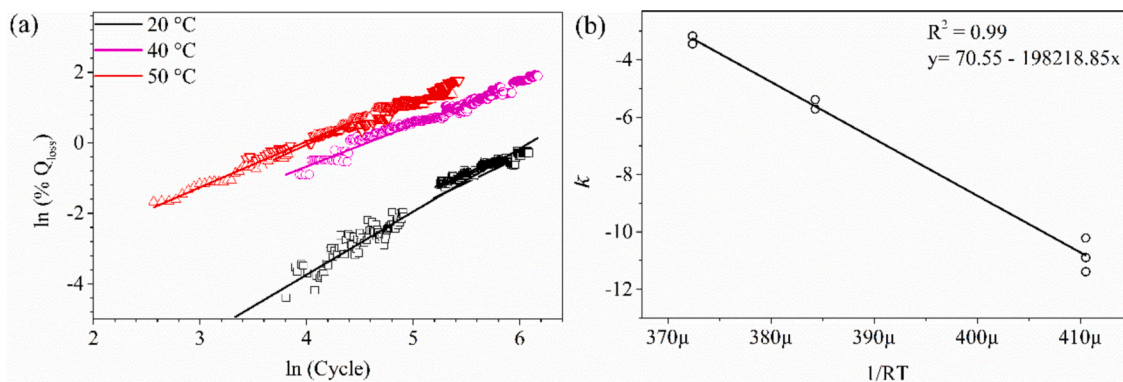 (a)
20 °C
40 °C
50 °C
2
0
-2
-4
ln (% Qloss)
2
3
4
5
6
ln (Cycle)
(b)
R² = 0.99
y= 70.55 - 198218.85x
-4
-6
-8
-10
-12
k
370µ
380µ
390µ
400µ
410µ
1/RT